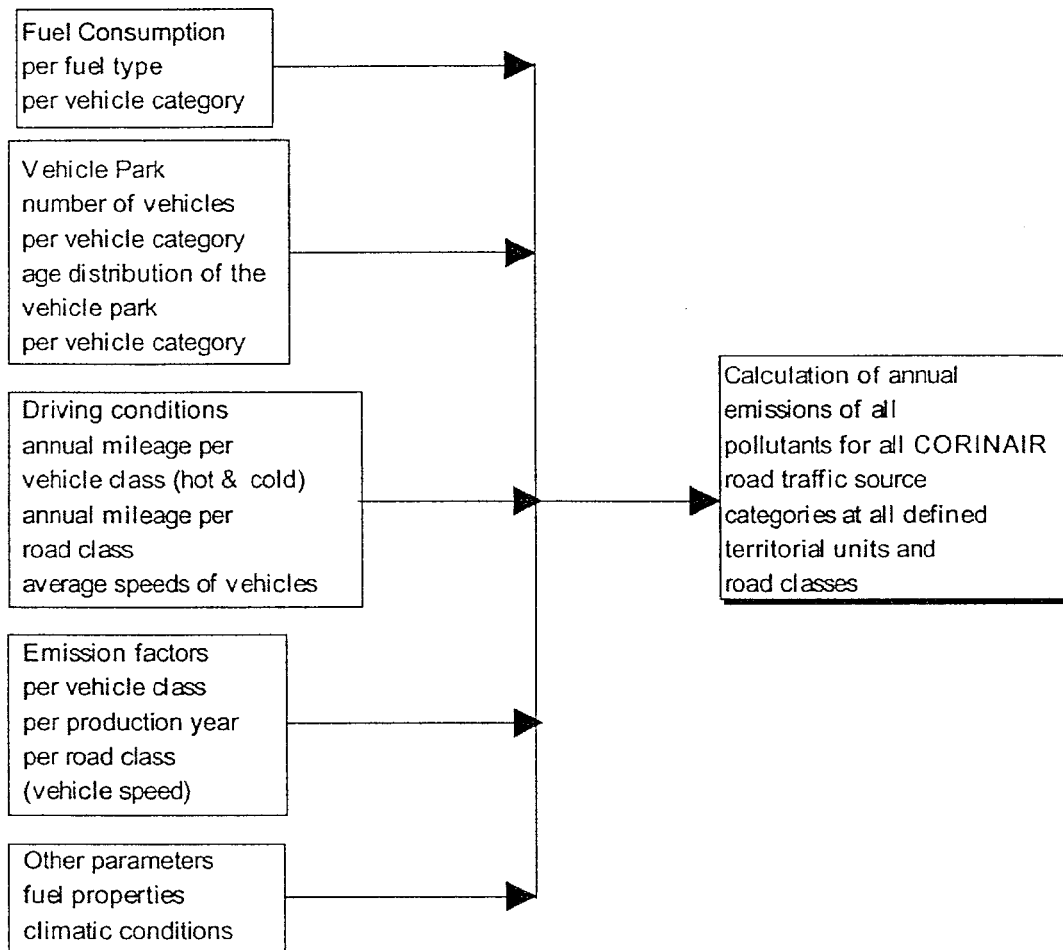 Fuel Consumption
per fuel type
per vehicle category
Vehicle Park
number of vehicles
per vehicle category
age distribution of the
vehicle park
per vehicle category
Driving conditions
annual mileage per
vehicle class (hot & cold)
annual mileage per
road class
average speeds of vehicles
Emission factors
per vehicle class
per production year
per road class
(vehicle speed)
Other parameters
fuel properties
climatic conditions
Calculation of annual
emissions of all
pollutants for all CORINAIR
road traffic source
categories at all defined
territorial units and
road classes